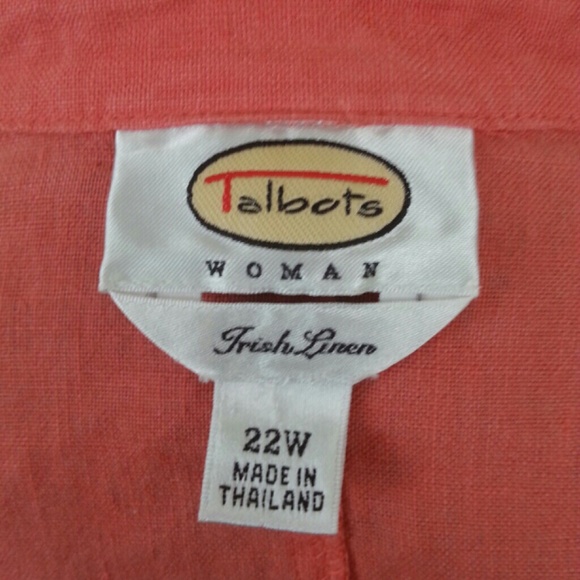 Talbots
WOMAN
Irish Linen
22W
MADE IN
THAILAND